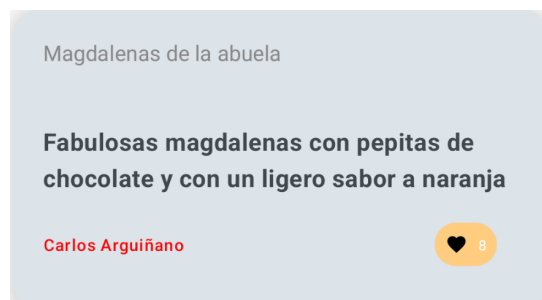 Magdalenas de la abuela
Fabulosas magdalenas con pepitas de
chocolate y con un ligero sabor a naranja
Carlos Arguiñano
8